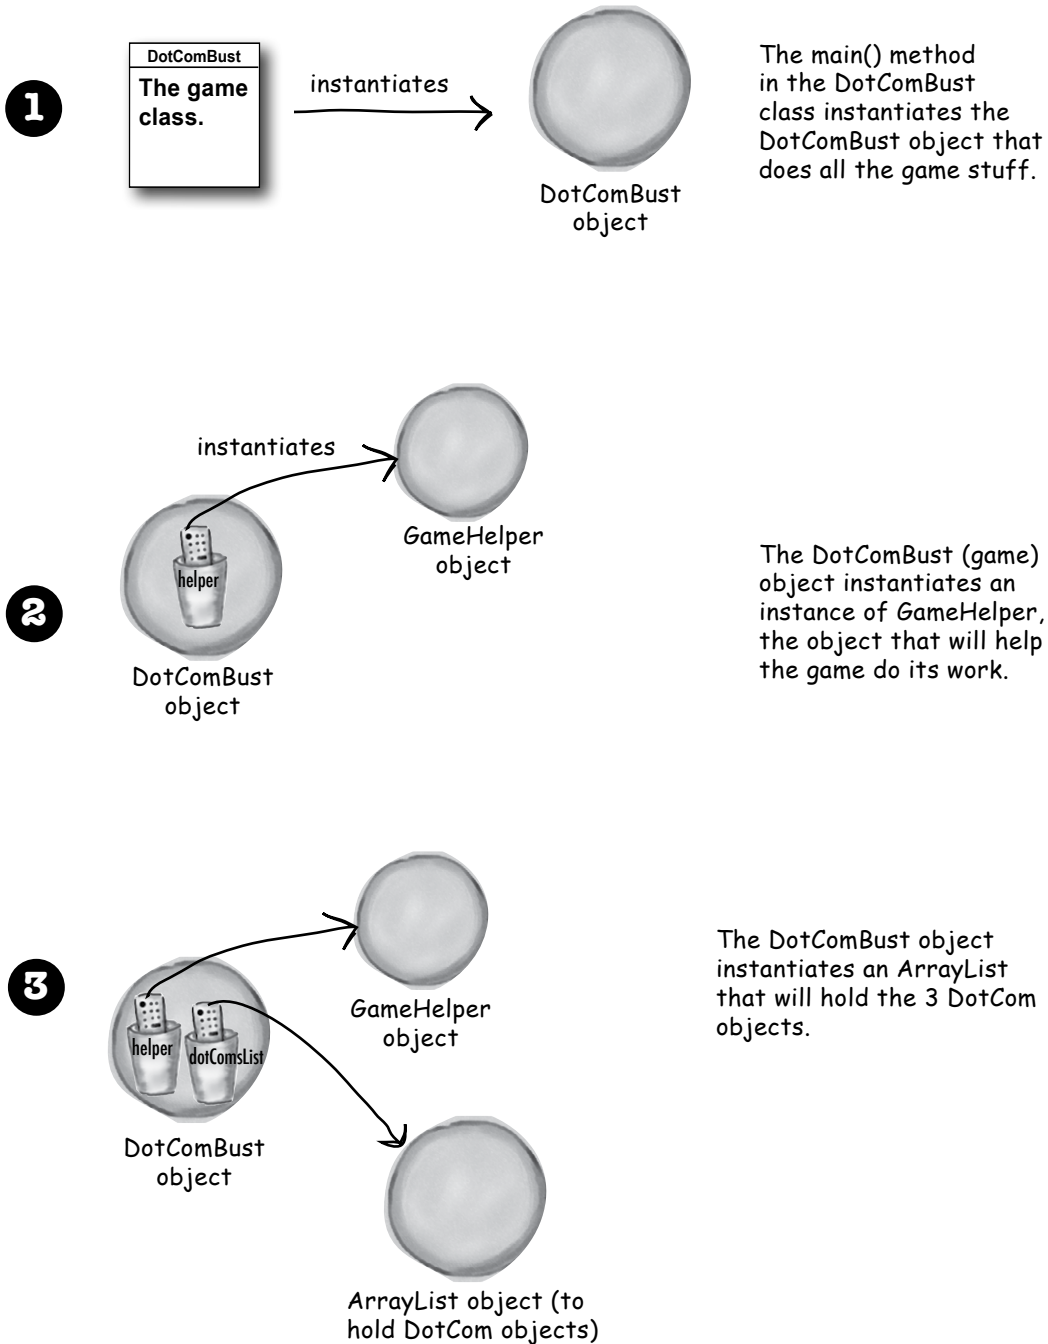 1
DotComBust
The game
class.
instantiates
DotComBust
object
The main() method
in the DotComBust
class instantiates the
DotComBust object that
does all the game stuff.
2
instantiates
helper
GameHelper
object
DotComBust
object
The DotComBust (game)
object instantiates an
instance of GameHelper,
the object that will help
the game do its work.
3
helper
dotComsList
GameHelper
object
DotComBust
object
ArrayList object (to
hold DotCom objects)
The DotComBust object
instantiates an ArrayList
that will hold the 3 DotCom
objects.